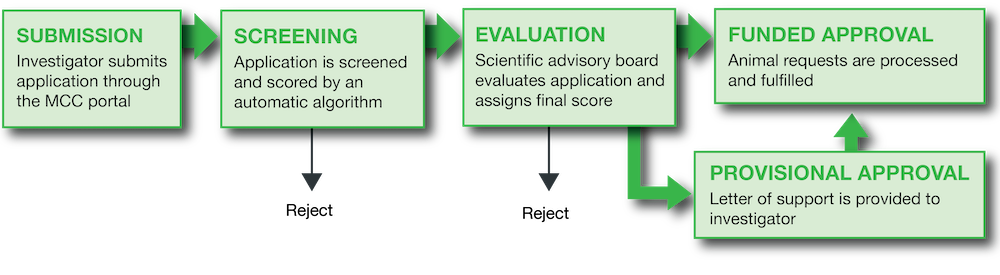 SUBMISSION
Investigator submits
application through
the MCC portal
SCREENING
Application is screened
and scored by an
automatic algorithm
Reject
EVALUATION
Scientific advisory board
evaluates application and
assigns final score
Reject
FUNDED APPROVAL
Animal requests are processed
and fulfilled
PROVISIONAL APPROVAL
Letter of support is provided to
investigator